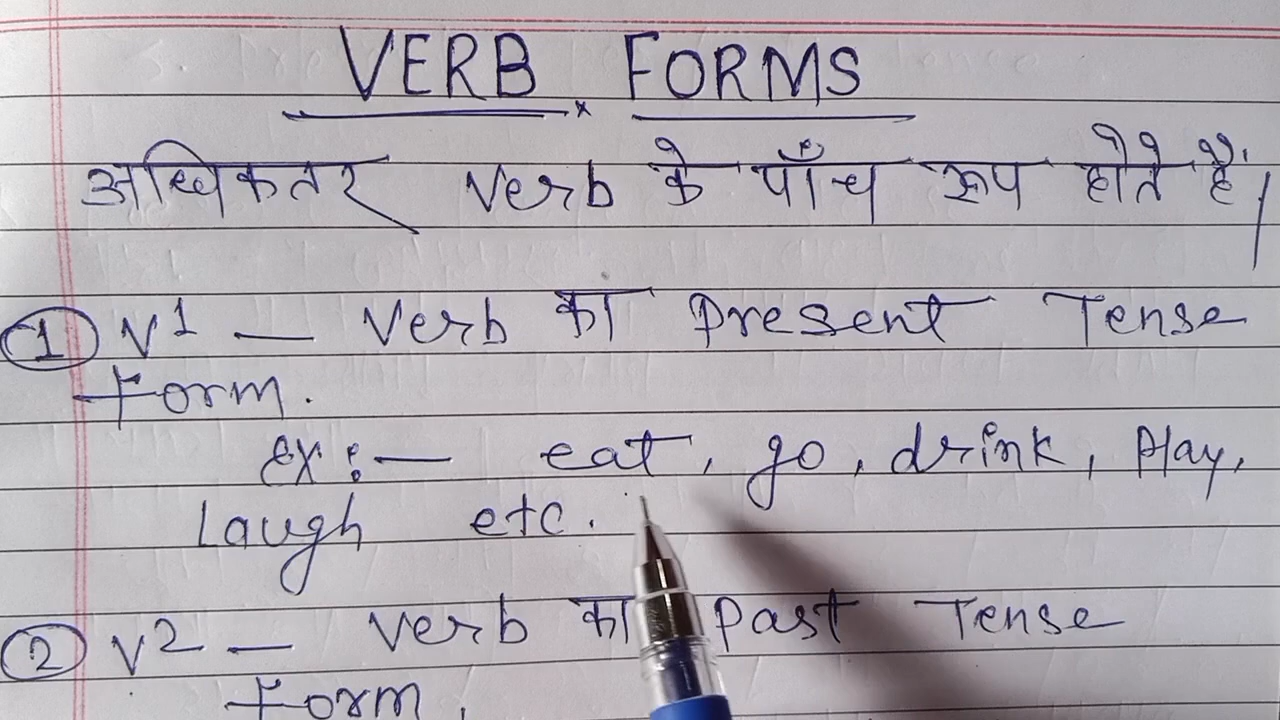 VERB FORMS
अधिकतर verb के पाँच रूप होते हैं।
1 V1 — Verb का Present Tense
Form.
Ex:— eat, go, drink, Play,
Laugh etc.
2 V2 — Verb का Past Tense
Form.